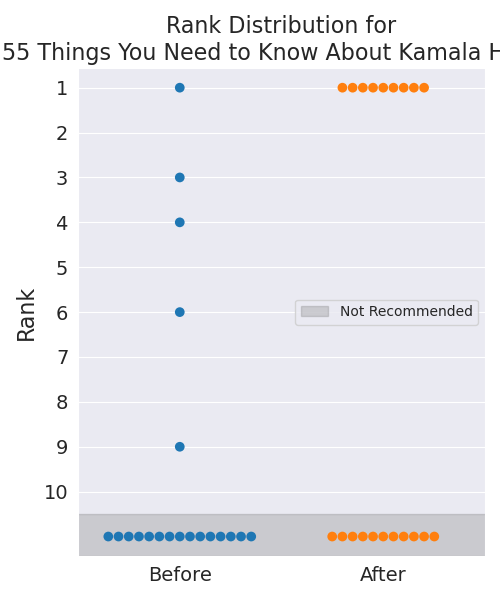 Rank Distribution for
55 Things You Need to Know About Kamala H
1
2
3
4
5
6
7
8
9
10
Rank
Not Recommended
Before
After